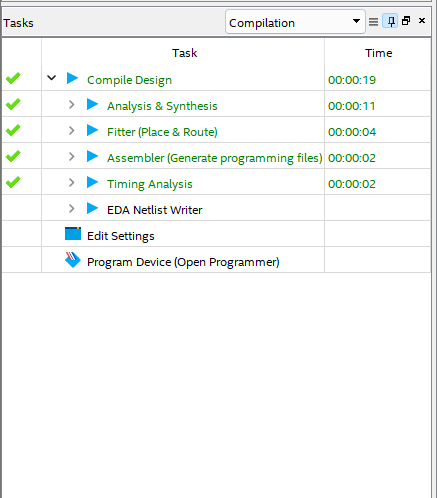 Tasks Compilation
Task Time
Compile Design 00:00:19
Analysis & Synthesis 00:00:11
Fitter (Place & Route) 00:00:04
Assembler (Generate programming files) 00:00:02
Timing Analysis 00:00:02
EDA Netlist Writer
Edit Settings
Program Device (Open Programmer)